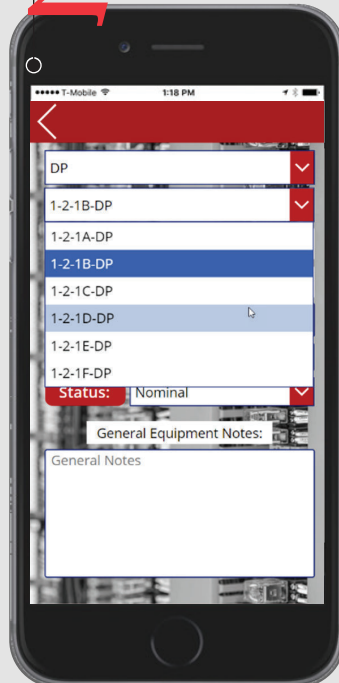 T-Mobile 1:18 PM
DP
1-2-1B-DP
1-2-1A-DP
1-2-1B-DP
1-2-1C-DP
1-2-1D-DP
1-2-1E-DP
1-2-1F-DP
Status: Nominal
General Equipment Notes:
General Notes